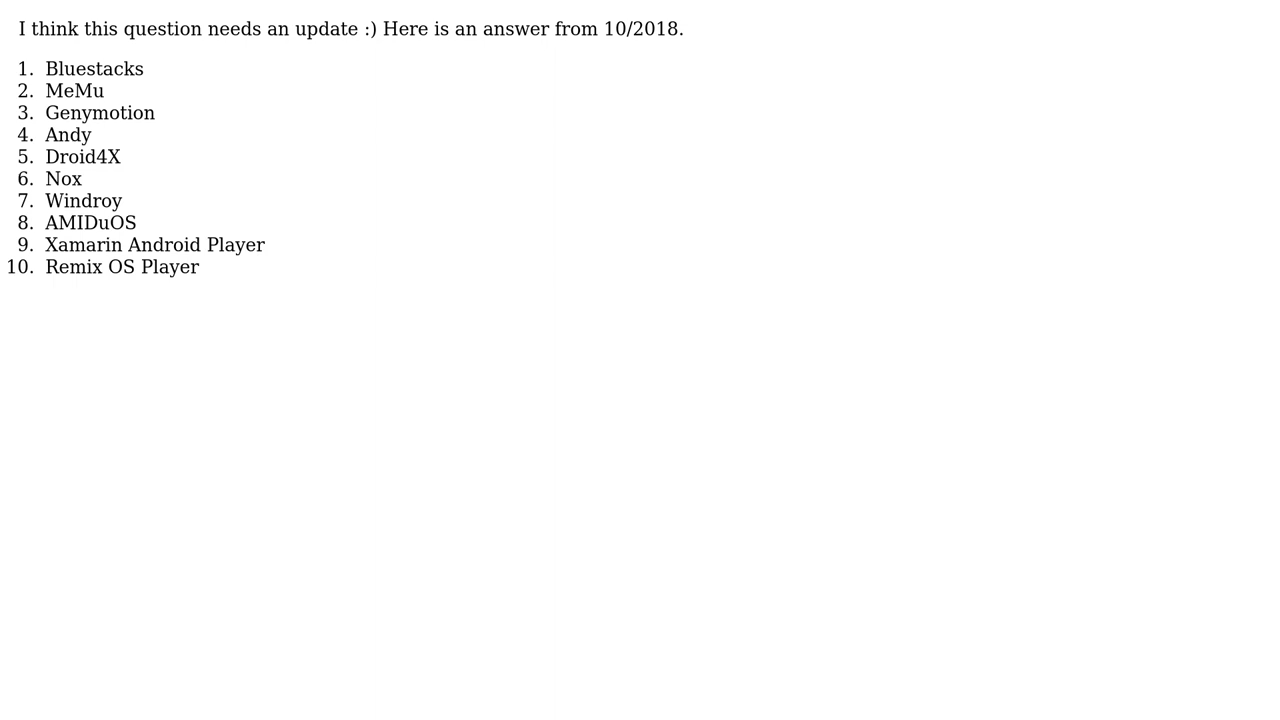 I think this question needs an update :) Here is an answer from 10/2018.
1. Bluestacks
2. MeMu
3. Genymotion
4. Andy
5. Droid4X
6. Nox
7. Windroy
8. AMIDuOS
9. Xamarin Android Player
10. Remix OS Player